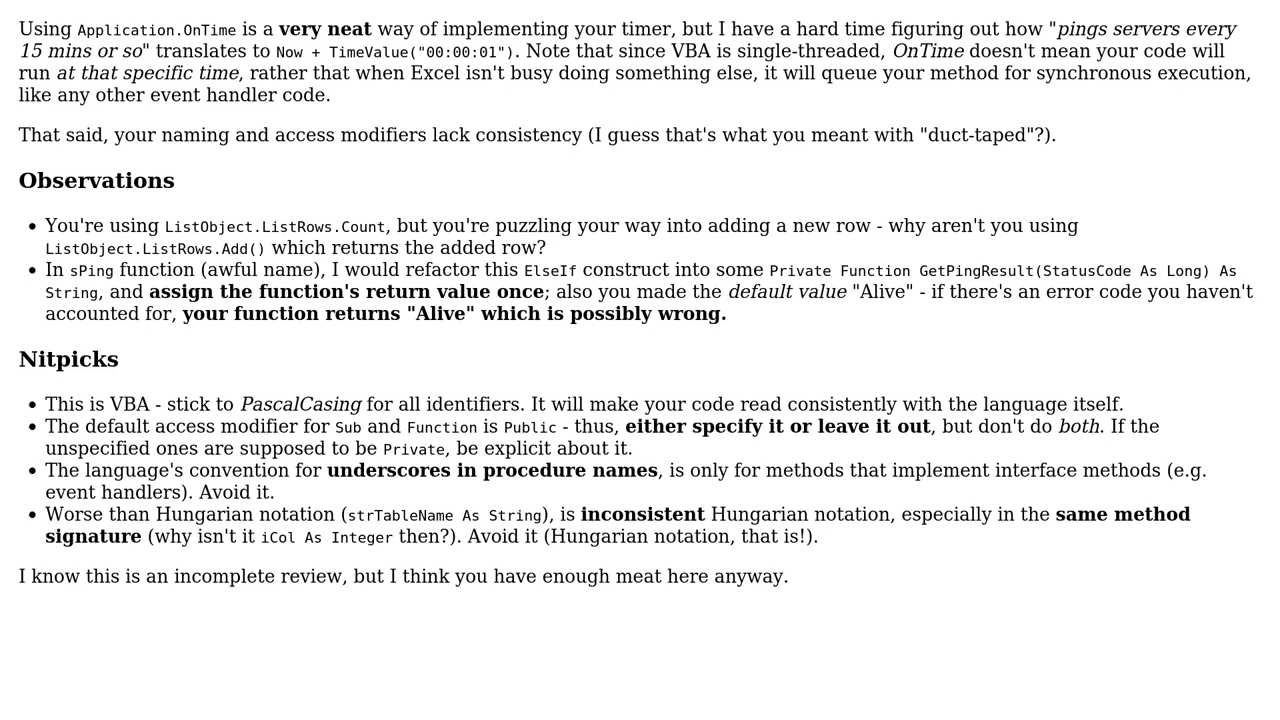 Using Application.OnTime is a very neat way of implementing your timer, but I have a hard time figuring out how "pings servers every
15 mins or so" translates to Now + TimeValue("00:00:01"). Note that since VBA is single-threaded, OnTime doesn't mean your code will
run at that specific time, rather that when Excel isn't busy doing something else, it will queue your method for synchronous execution,
like any other event handler code.
That said, your naming and access modifiers lack consistency (I guess that's what you meant with "duct-taped"?).
Observations
• You're using ListObject.ListRows.Count, but you're puzzling your way into adding a new row - why aren't you using
ListObject.ListRows.Add() which returns the added row?
• In sPing function (awful name), I would refactor this ElseIf construct into some Private Function GetPingResult(StatusCode As Long) As
String, and assign the function's return value once; also you made the default value "Alive" - if there's an error code you haven't
accounted for, your function returns "Alive" which is possibly wrong.
Nitpicks
• This is VBA - stick to PascalCasing for all identifiers. It will make your code read consistently with the language itself.
• The default access modifier for Sub and Function is Public - thus, either specify it or leave it out, but don't do both. If the
unspecified ones are supposed to be Private, be explicit about it.
• The language's convention for underscores in procedure names, is only for methods that implement interface methods (e.g.
event handlers). Avoid it.
• Worse than Hungarian notation (strTableName As String), is inconsistent Hungarian notation, especially in the same method
signature (why isn't it iCol As Integer then?). Avoid it (Hungarian notation, that is!).
I know this is an incomplete review, but I think you have enough meat here anyway.